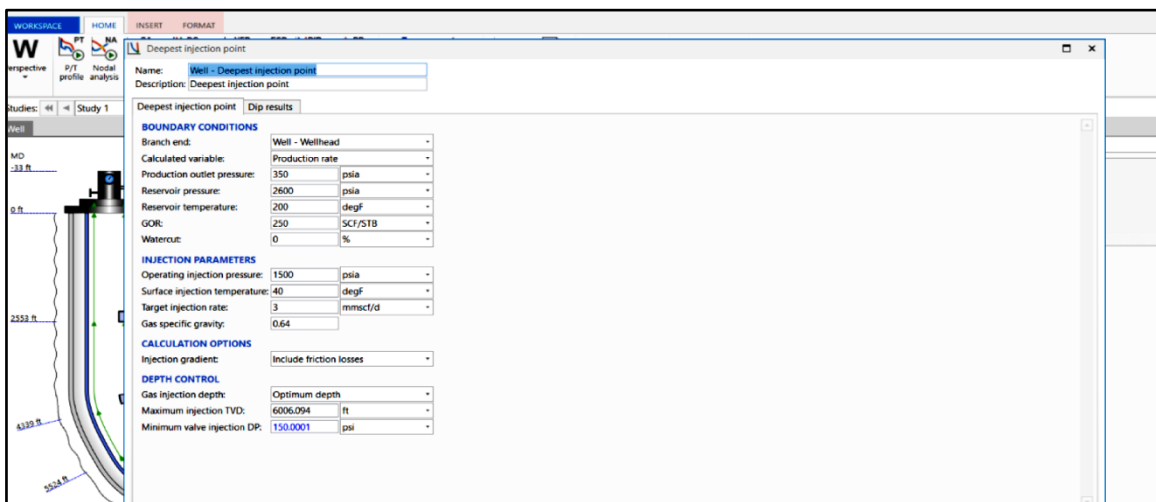 WORKSPACE HOME INSERT FORMAT
W PT NA
erspective P/T profile Nodal analysis
Deepest injection point
Studies: Study 1
Well
Name: Well - Deepest injection point
Description: Deepest injection point
Deepest injection point Dip results
BOUNDARY CONDITIONS
Branch end: Well - Wellhead
Calculated variable: Production rate
Production outlet pressure: 350 psia
Reservoir pressure: 2600 psia
Reservoir temperature: 200 degF
GOR: 250 SCF/STB
Watercut: 0 %
INJECTION PARAMETERS
Operating injection pressure: 1500 psia
Surface injection temperature: 40 degF
Target injection rate: 3 mmscf/d
Gas specific gravity: 0.64
CALCULATION OPTIONS
Injection gradient: Include friction losses
DEPTH CONTROL
Gas injection depth: Optimum depth
Maximum injection TVD: 6006.094 ft
Minimum valve injection DP: 150.0001 psi
MD
-33 ft
0 ft
2553 ft
4339 ft
5524 ft